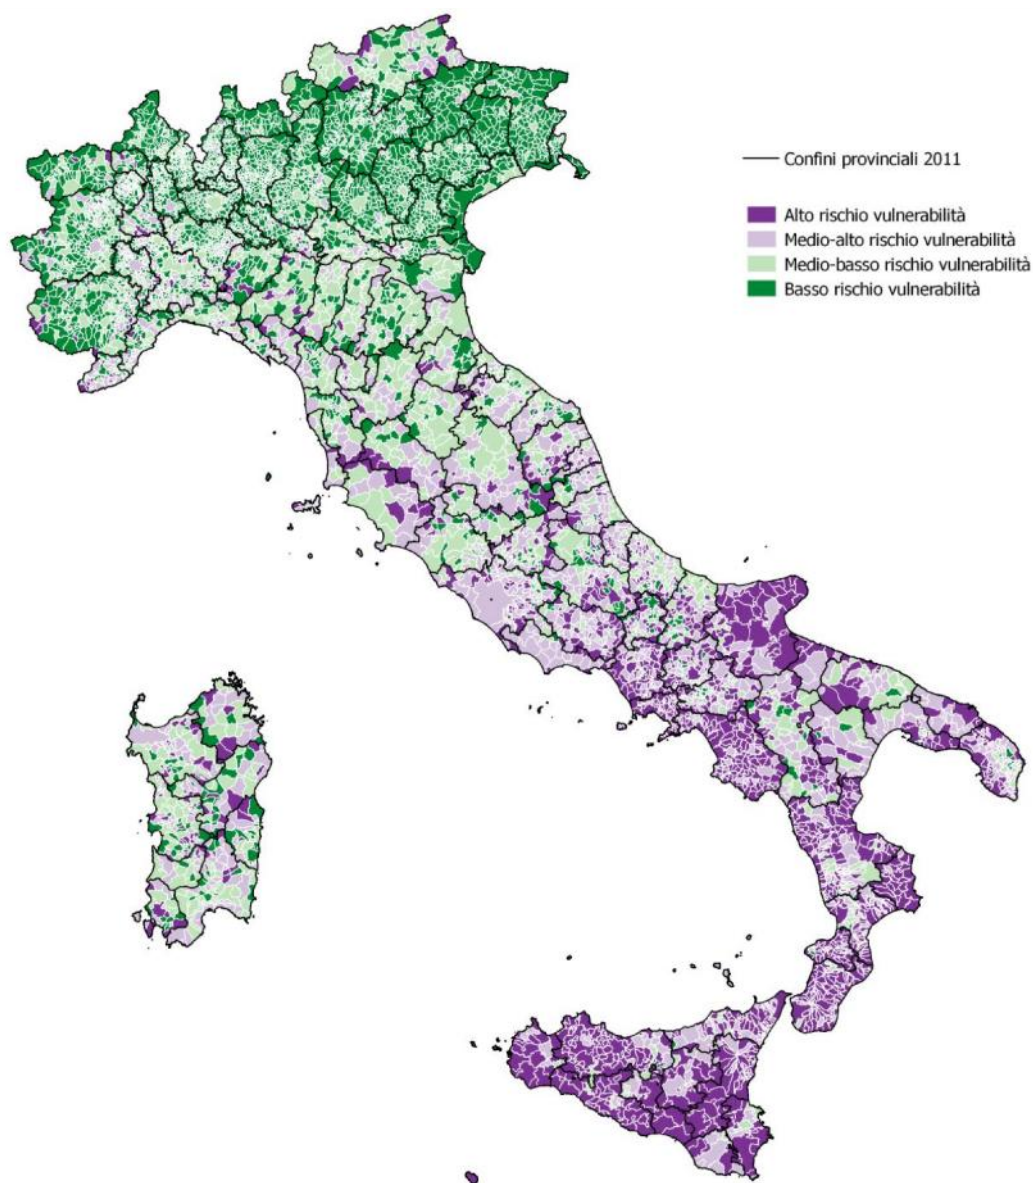 Confini provinciali 2011
Alto rischio vulnerabilità
Medio-alto rischio vulnerabilità
Medio-basso rischio vulnerabilità
Basso rischio vulnerabilità